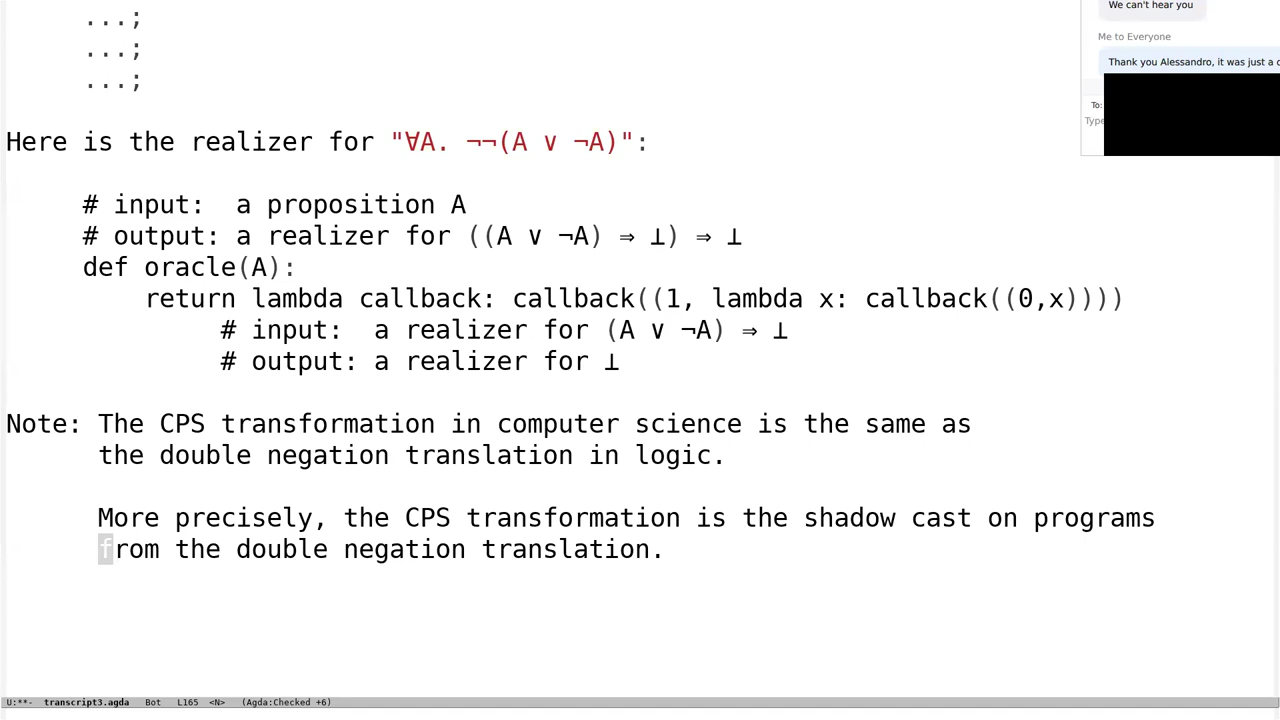 ...;
...;
...;
Here is the realizer for "∀A. ¬¬(A ∨ ¬A)":
# input:  a proposition A
# output: a realizer for ((A ∨ ¬A) ⇒ ⊥) ⇒ ⊥
def oracle(A):
return lambda callback: callback((1, lambda x: callback((0,x))))
# input:  a realizer for (A ∨ ¬A) ⇒ ⊥
# output: a realizer for ⊥
Note: The CPS transformation in computer science is the same as
the double negation translation in logic.
More precisely, the CPS transformation is the shadow cast on programs
from the double negation translation.
U:**-  transcript3.agda   Bot   L165  <N>   (Agda:Checked +6)
We can't hear you
Me to Everyone
Thank you Alessandro, it was just a
To:
Type